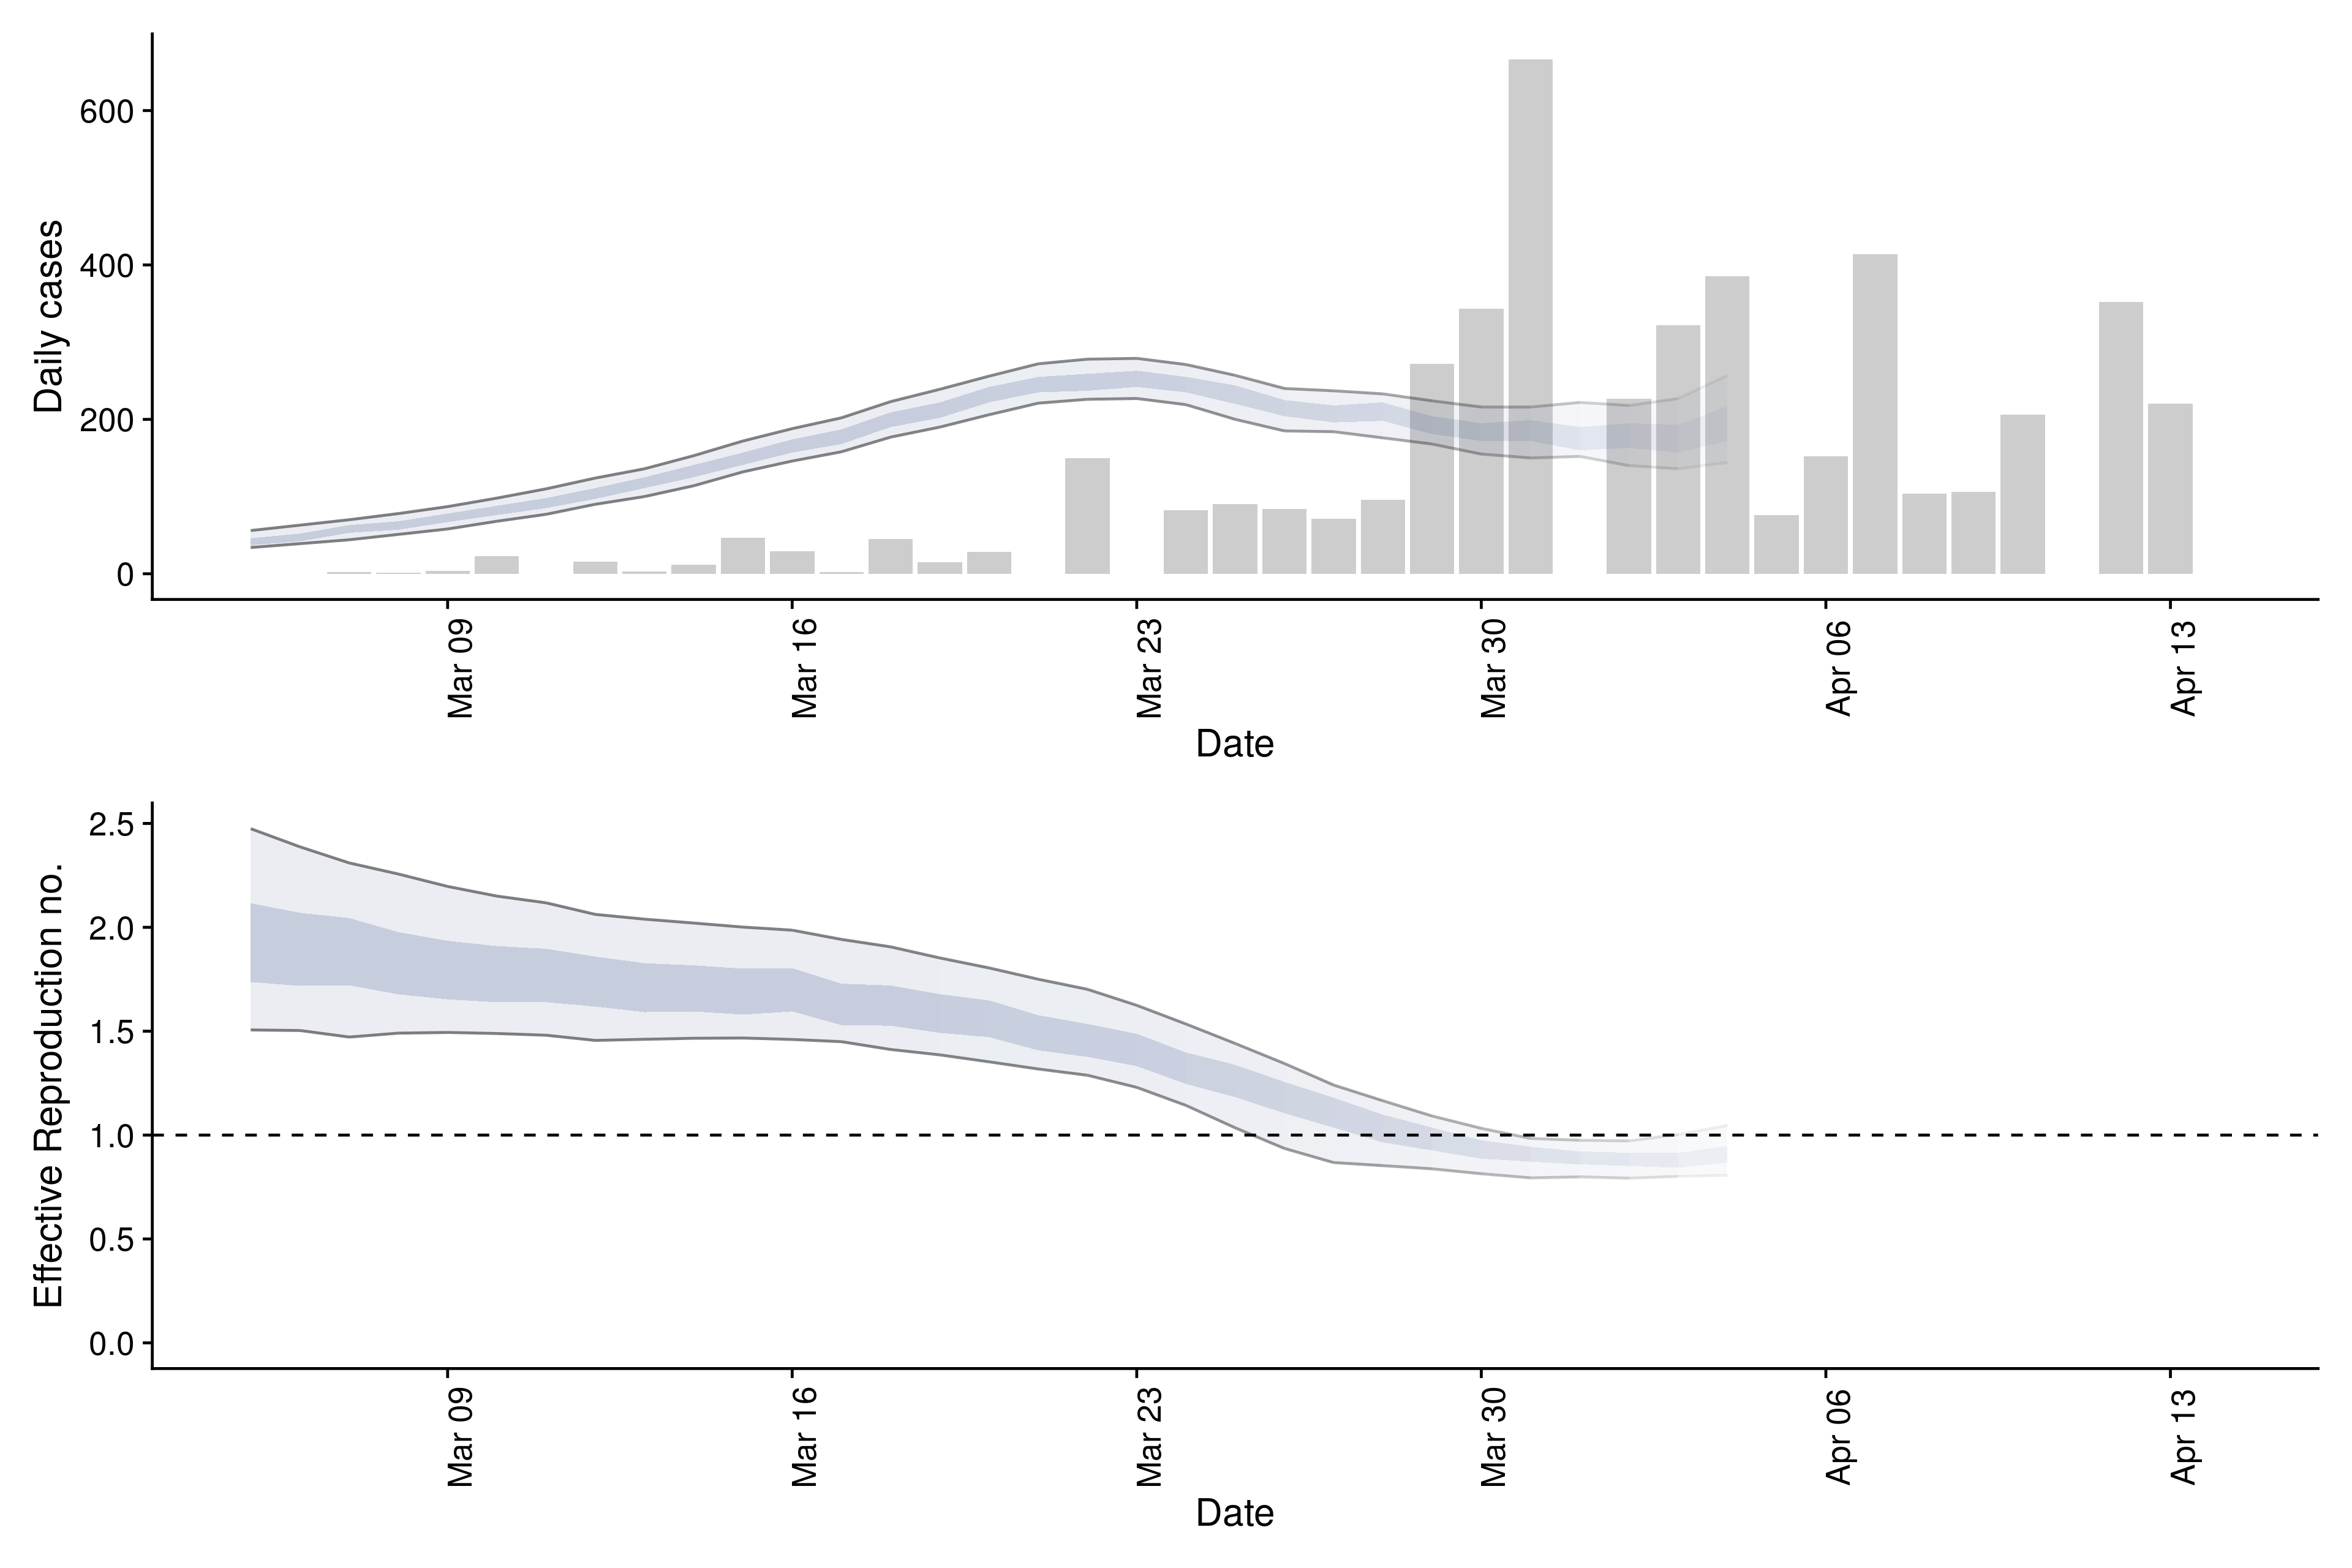 Daily cases
600
400
200
0
Mar 09
Mar 16
Mar 23
Mar 30
Apr 06
Apr 13
Date
Effective Reproduction no.
2.5
2.0
1.5
1.0
0.5
0.0
Mar 09
Mar 16
Mar 23
Mar 30
Apr 06
Apr 13
Date